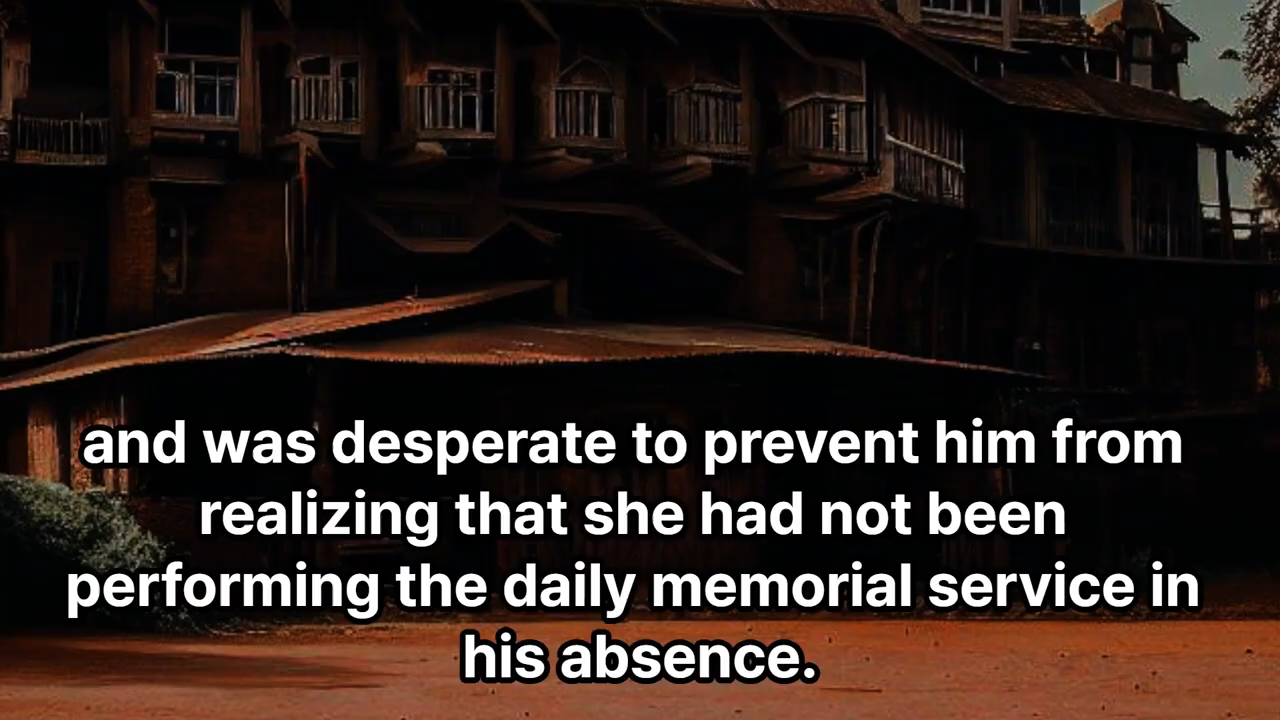 and was desperate to prevent him from
realizing that she had not been
performing the daily memorial service in
his absence.